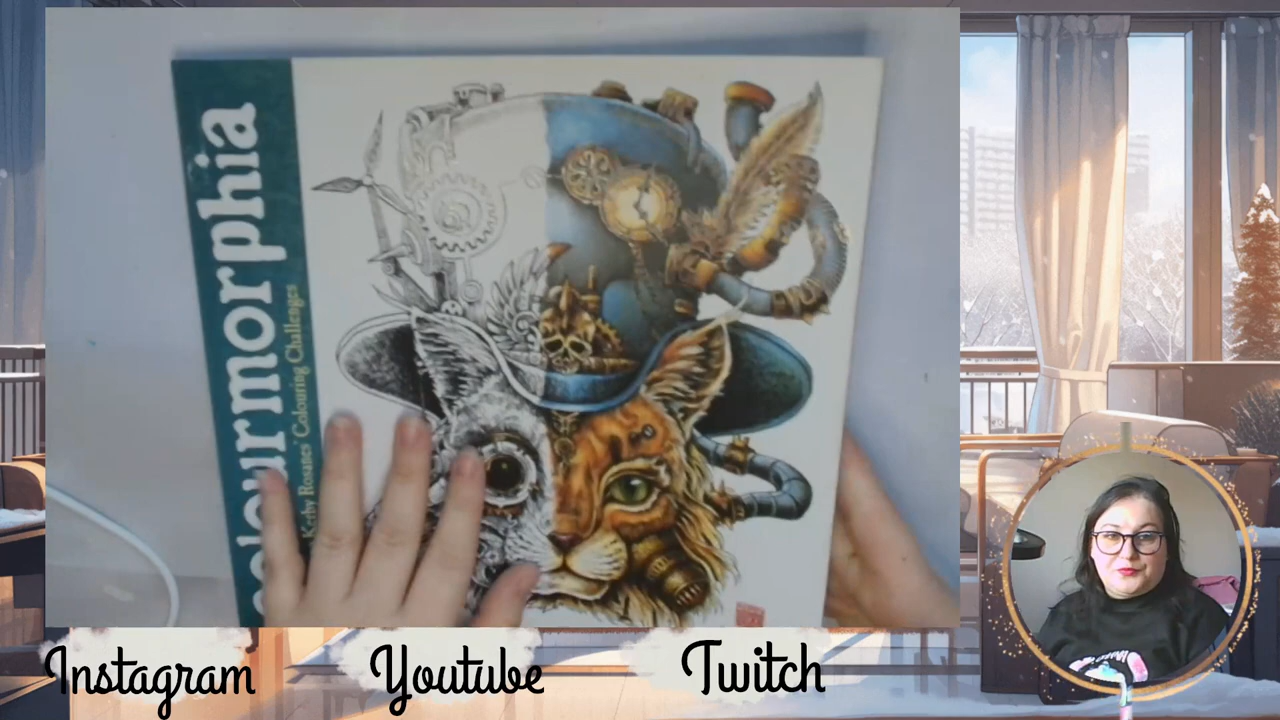 Colourmorphia
Kerby Rosanes' Colouring Challenges
Instagram
Youtube
Twitch